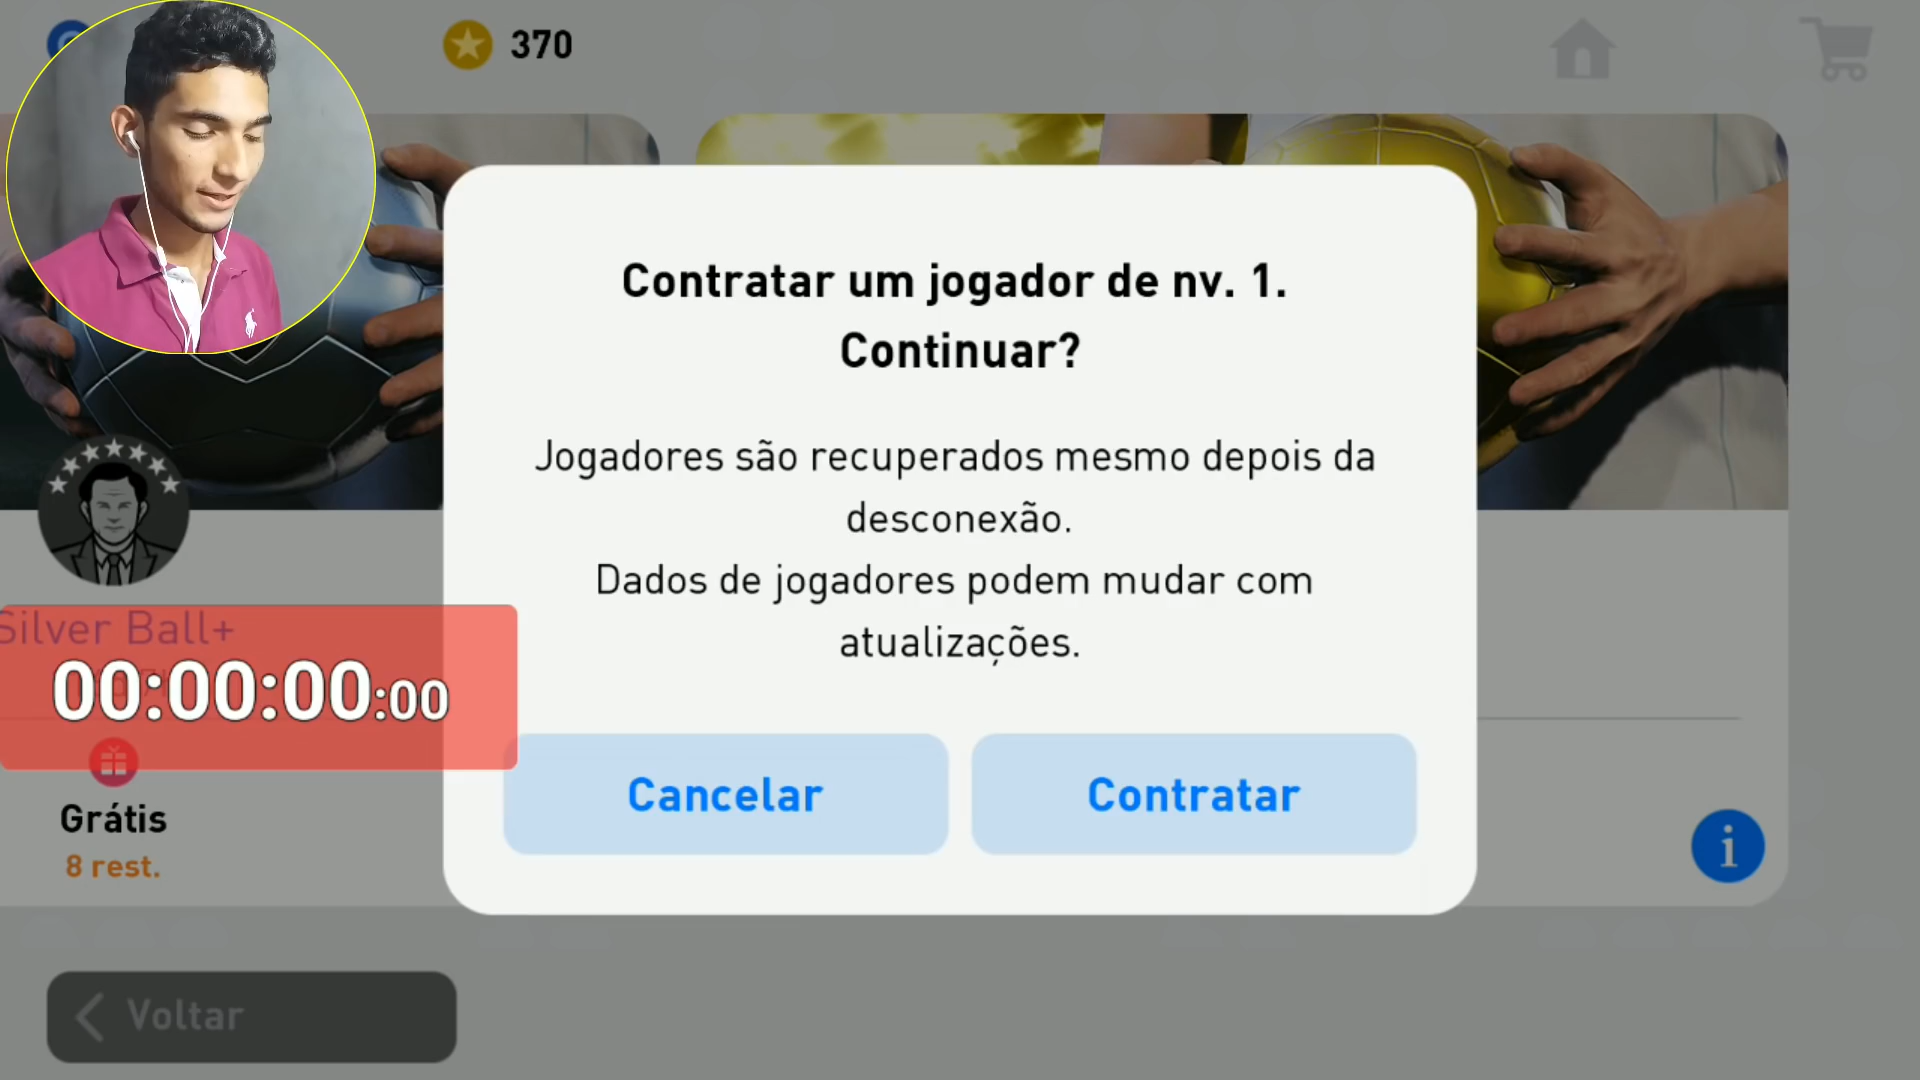 370
Contratar um jogador de nv. 1.
Continuar?
Jogadores são recuperados mesmo depois da
desconexão.
Dados de jogadores podem mudar com
atualizações.
Silver Ball+
00:00:00:00
Cancelar
Contratar
Grátis
8 rest.
i
Voltar